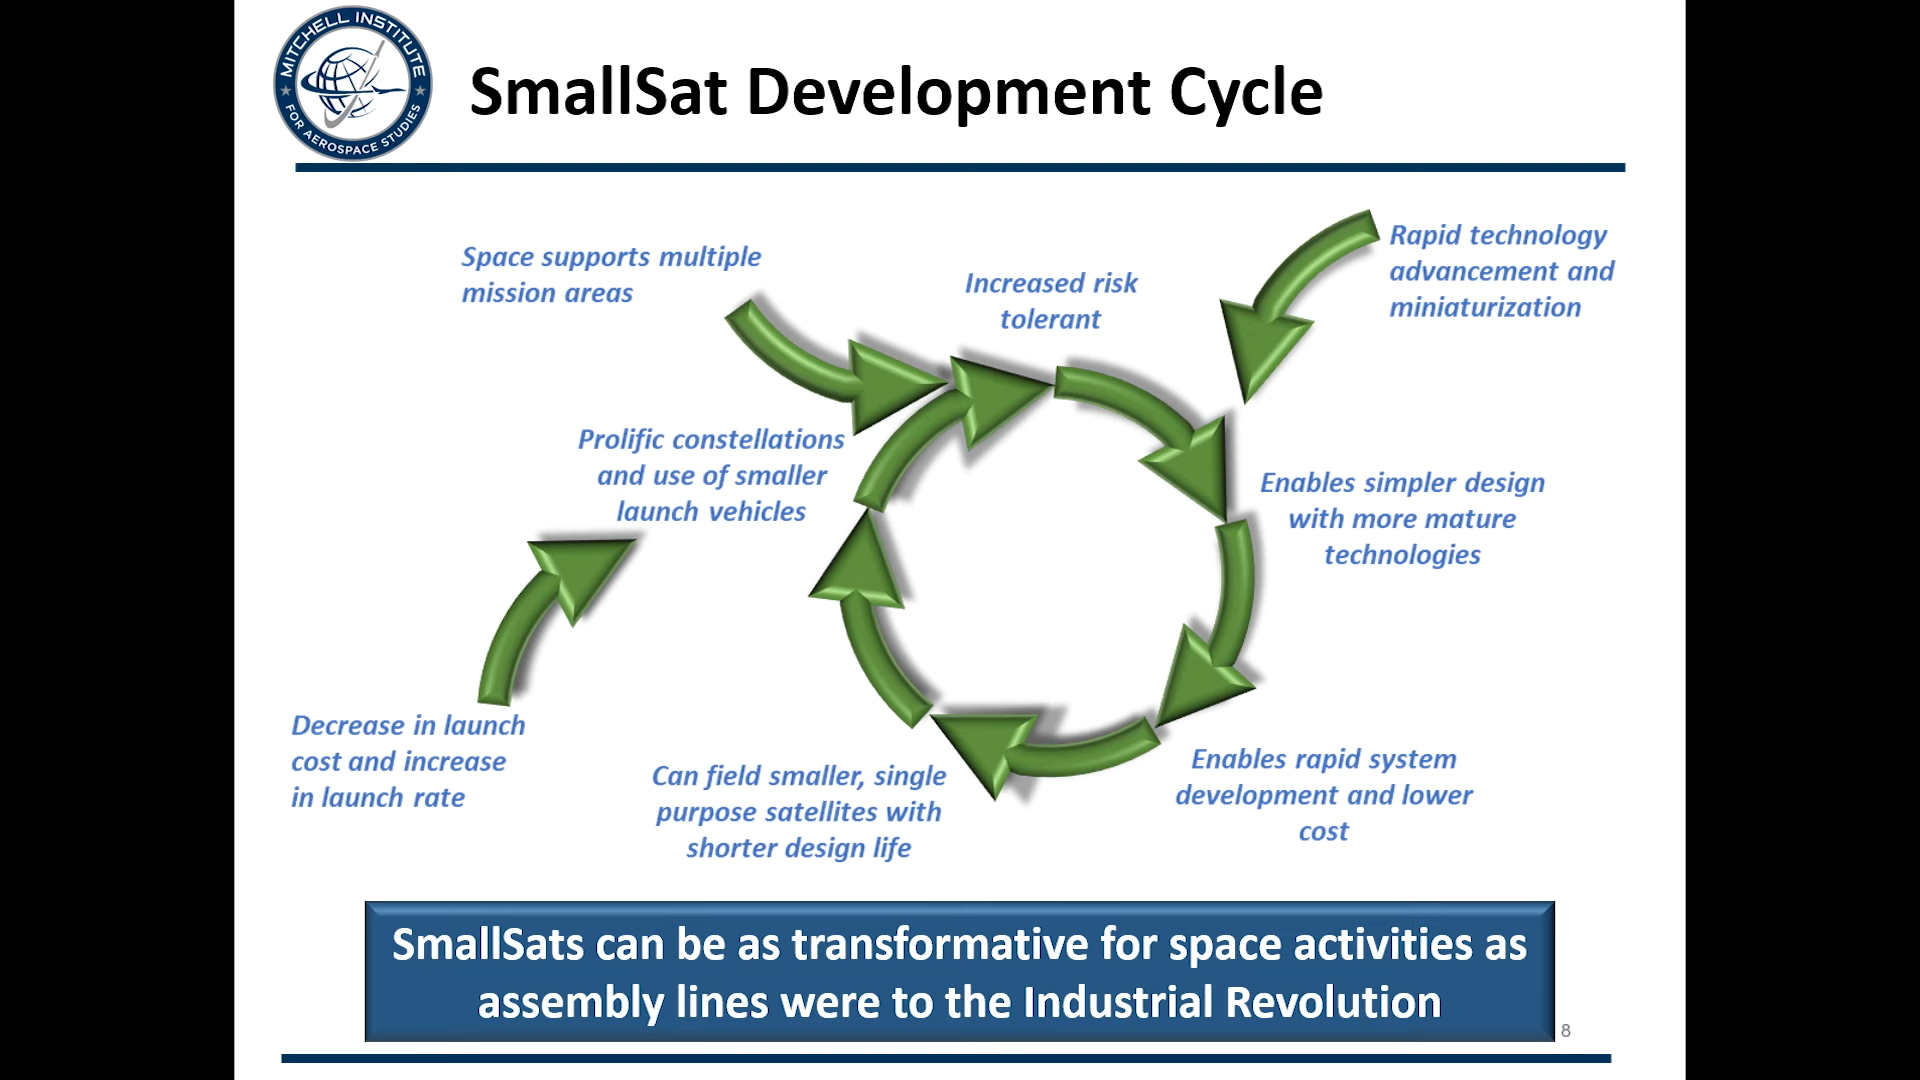 MITCHELL INSTITUTE
FOR AEROSPACE STUDIES
SmallSat Development Cycle
Space supports multiple
mission areas
Increased risk
tolerant
Rapid technology
advancement and
miniaturization
Prolific constellations
and use of smaller
launch vehicles
Enables simpler design
with more mature
technologies
Decrease in launch
cost and increase
in launch rate
Can field smaller, single
purpose satellites with
shorter design life
Enables rapid system
development and lower
cost
SmallSats can be as transformative for space activities as
assembly lines were to the Industrial Revolution
8